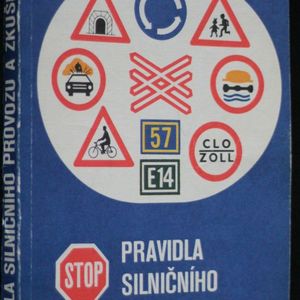 LA SILNIČNÍHO PROVOZU A ZKUŠ
57
E14
CLO
ZOLL
STOP
PRAVIDLA
SILNIČNÍHO